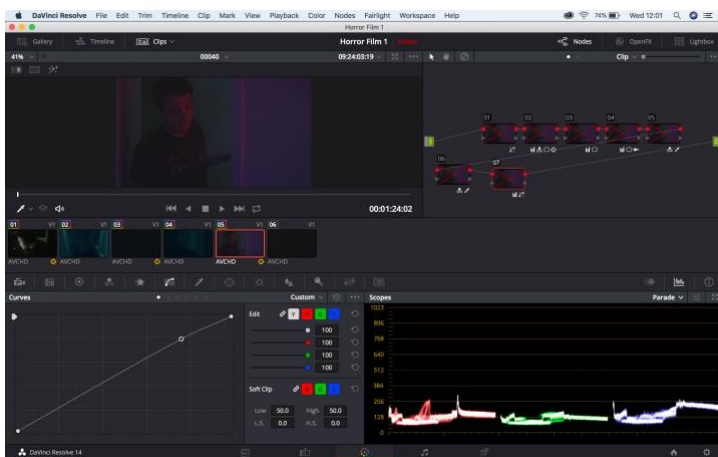 DaVinci Resolve File Edit Trim Timeline Clip Mark View Playback Color Nodes Fairlight Workspace Help 74% Wed 12:01
Horror Film 1
Gallery Timeline Clips Horror Film 1 Nodes OpenFX Lightbox
41% 00040 09:24:03:19 Clip
01 02 03 04 05
06 07
00:01:24:02
01 V1 02 V1 03 V1 04 V1 05 V1 06 V1
AVCHD AVCHD AVCHD AVCHD AVCHD AVCHD
Curves Custom Scopes Parade
Edit Y
100
100
100
100
Soft Clip
Low 50.0 High 50.0
L.S. 0.0 H.S. 0.0
1023
896
768
640
512
384
256
128
0
DaVinci Resolve 14